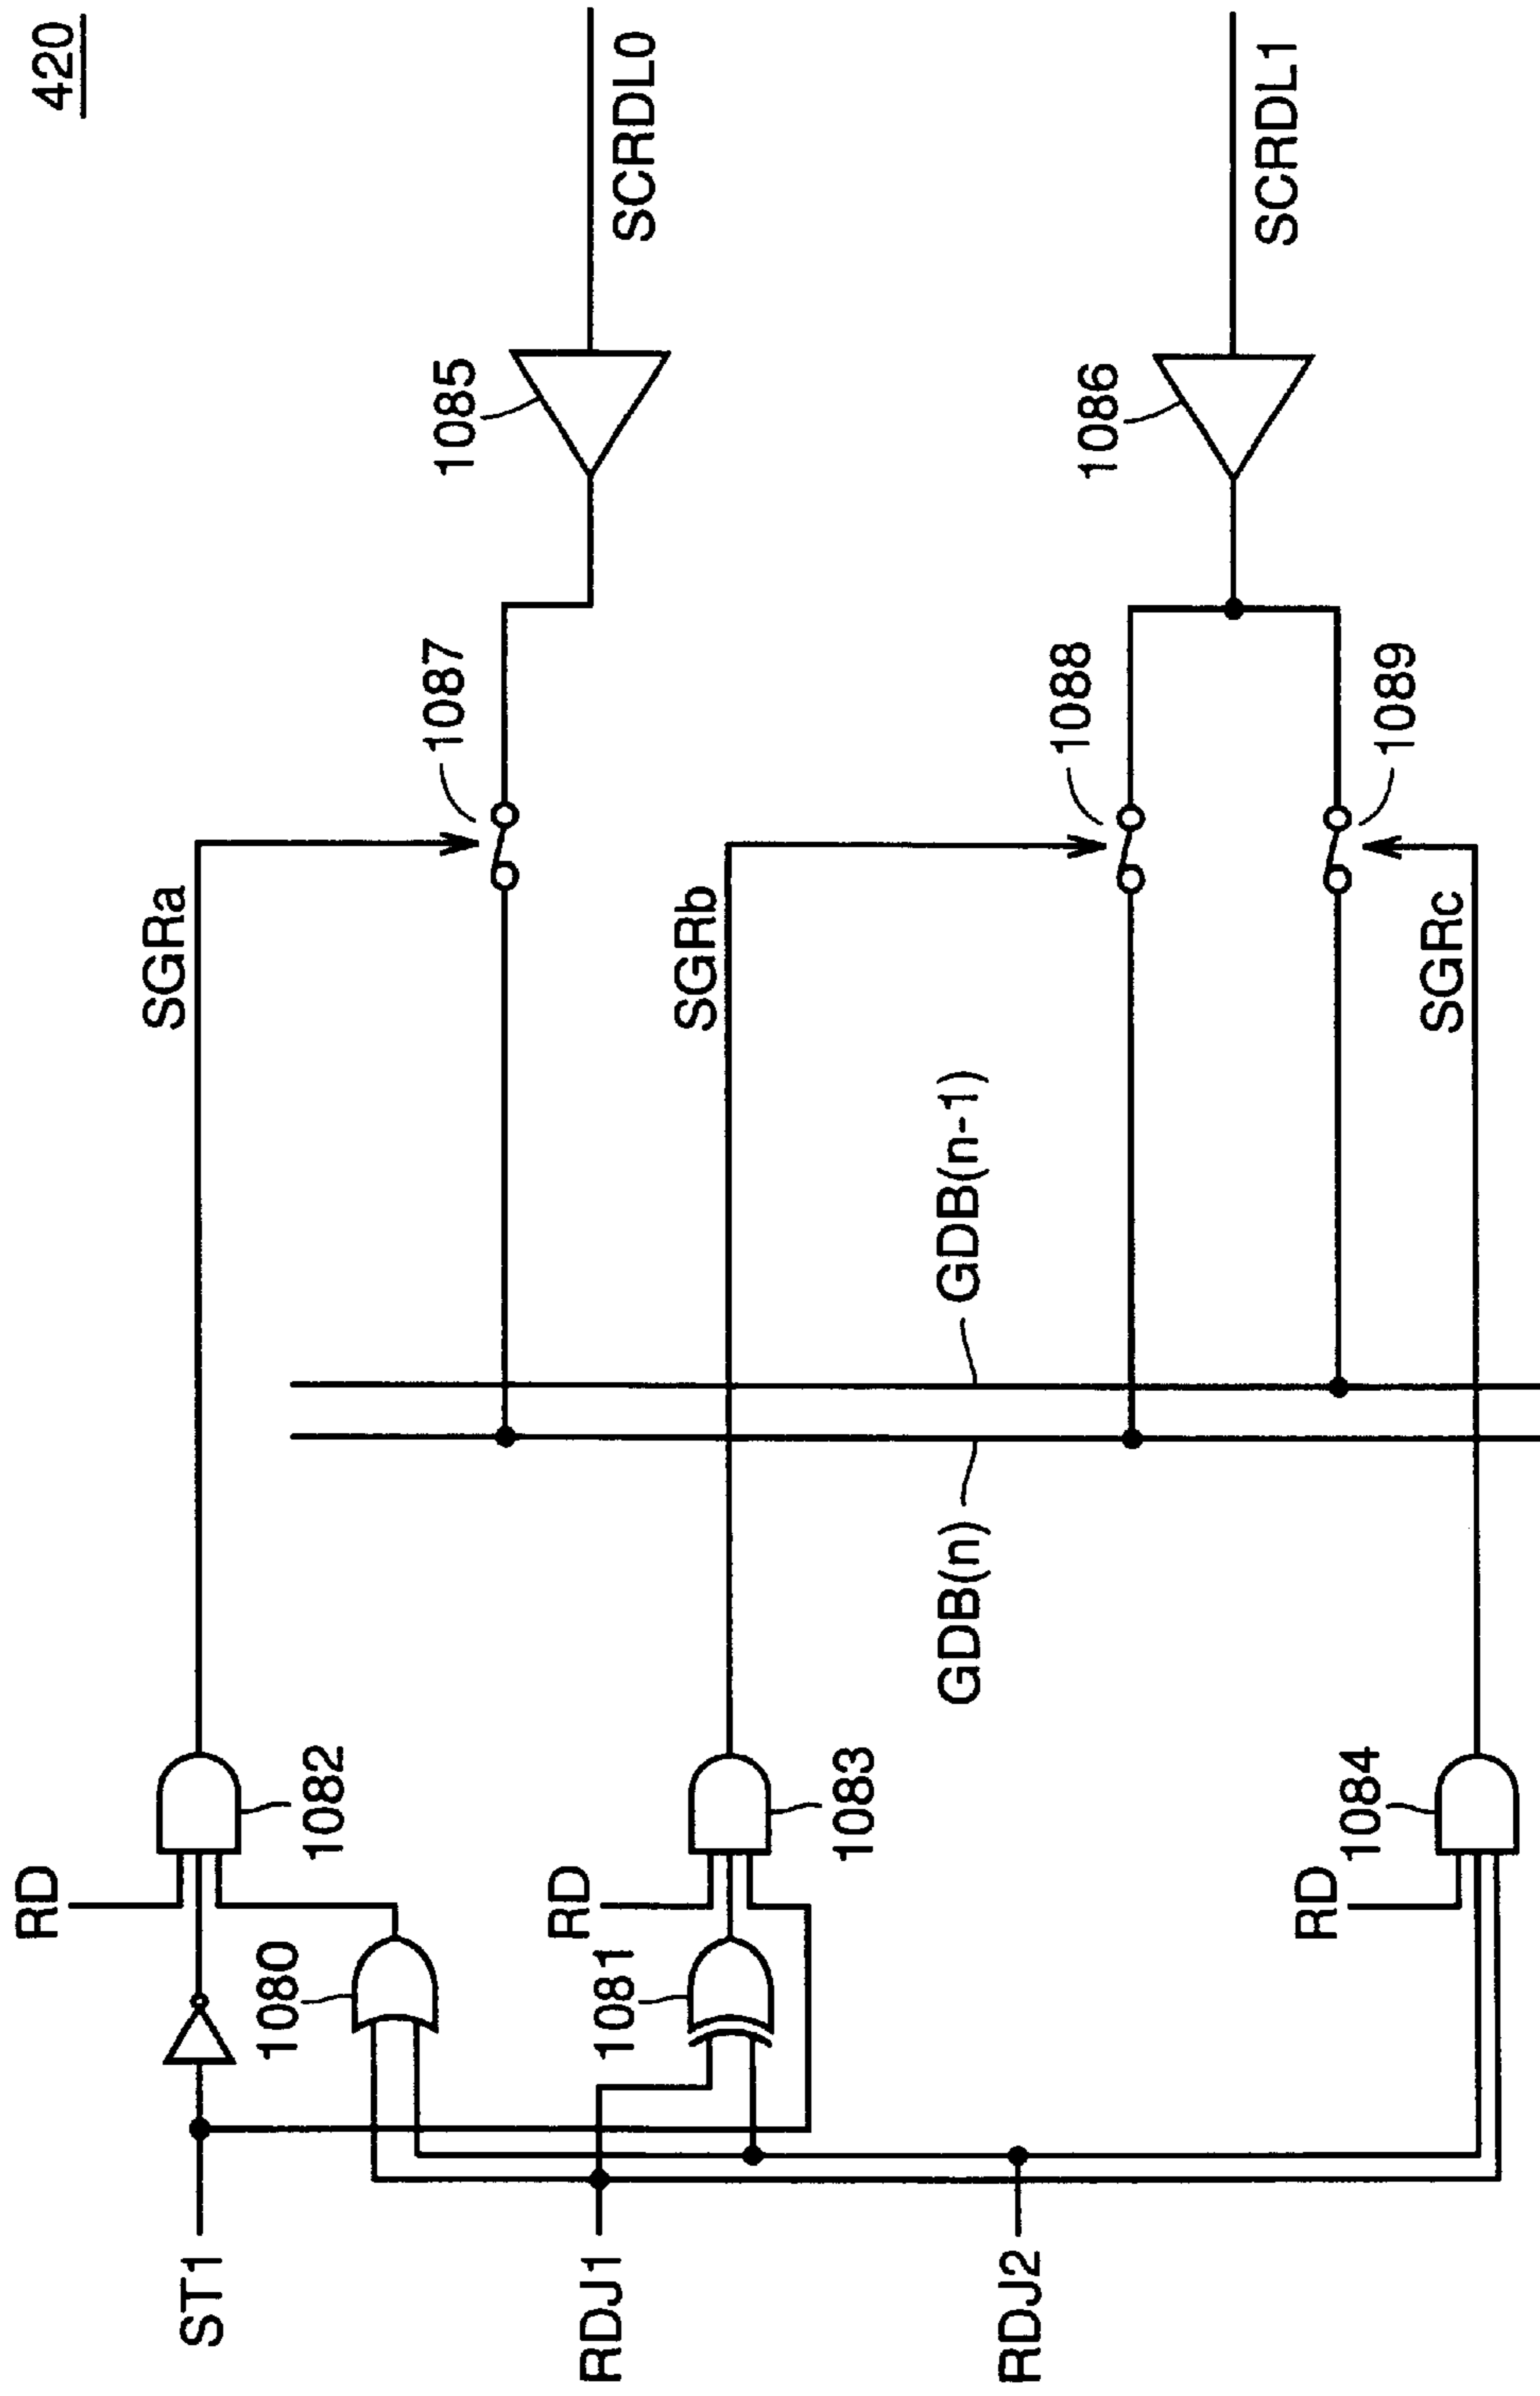 420
ST1
RDJ1
RDJ2
RD
1080
1082
RD
1081
1083
RD
1084
SGRa
SGRb
SGRc
GDB(n)
GDB(n-1)
1087
1088
1089
1085
1086
SCRDL0
SCRDL1